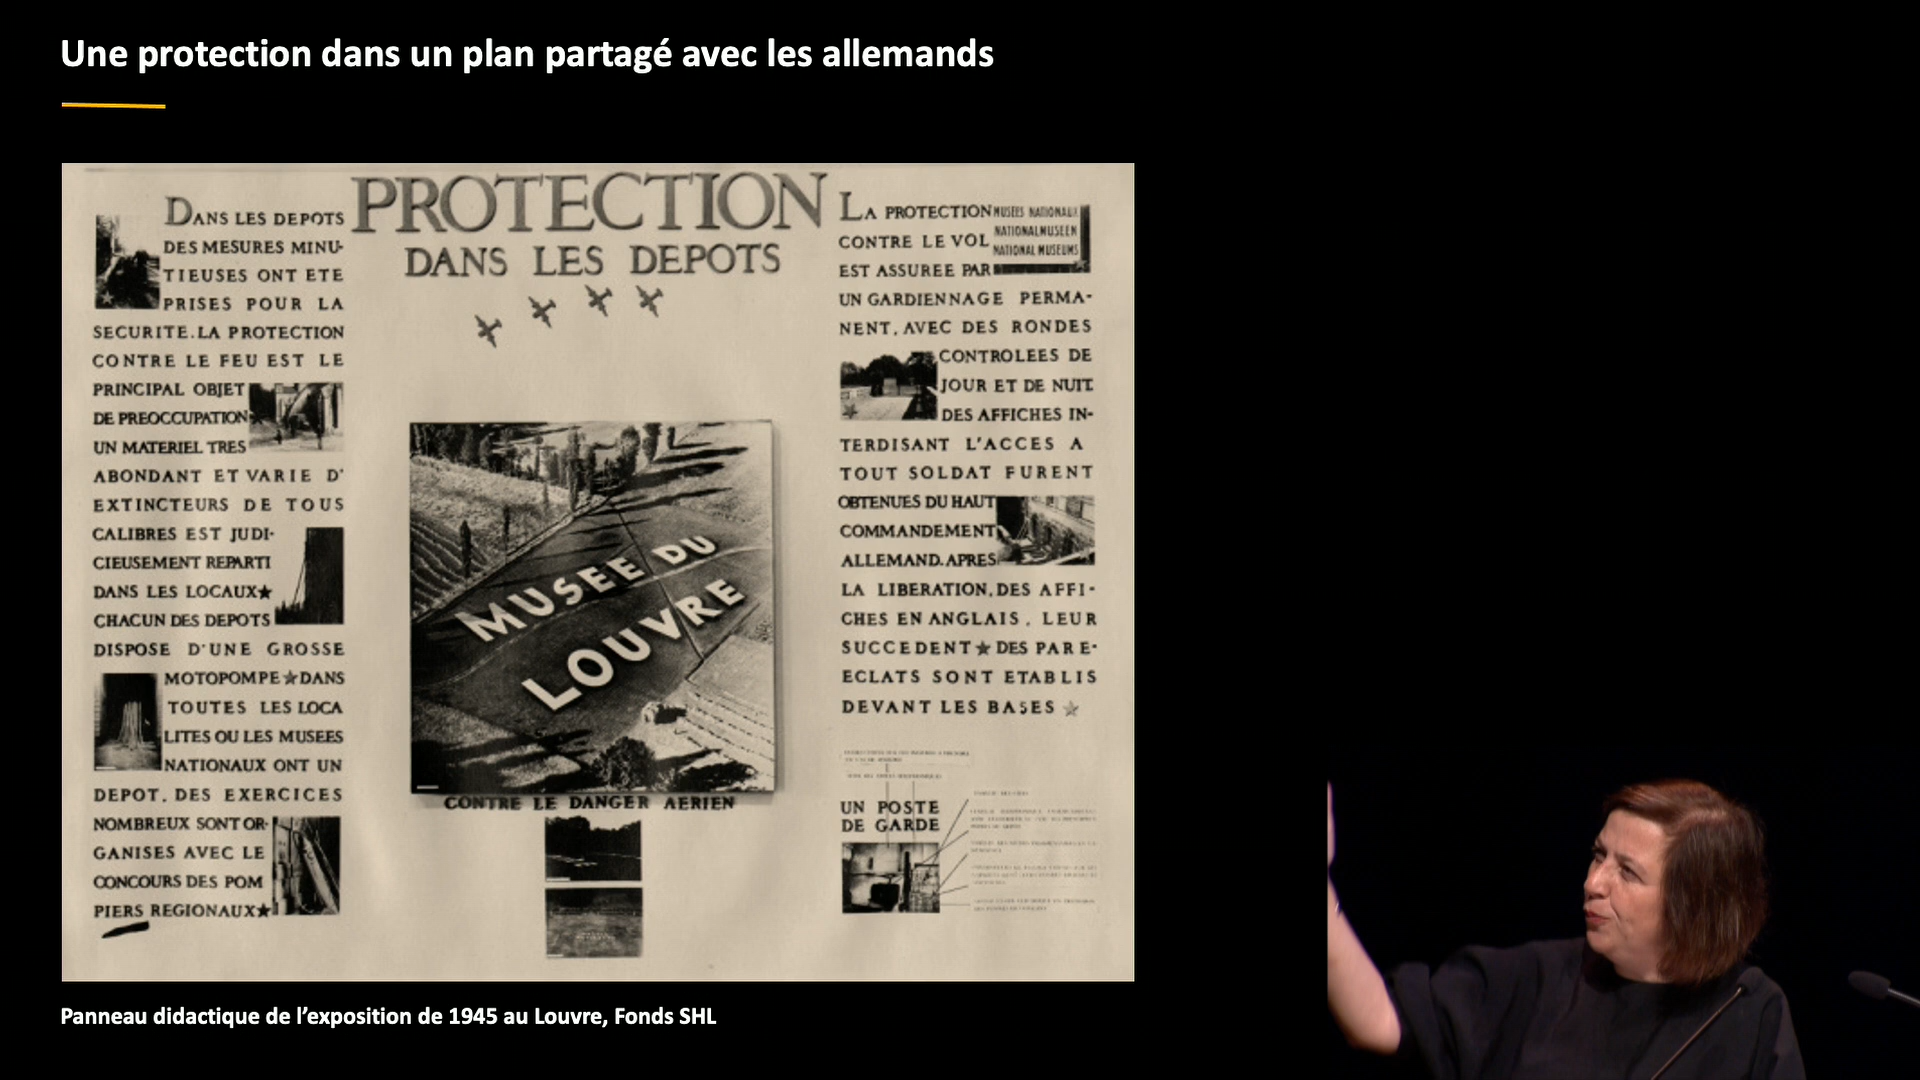 Une protection dans un plan partagé avec les allemands
PROTECTION
DANS LES DEPOTS
DANS LES DEPOTS
DES MESURES MINU-
TIEUSES ONT ETE
PRISES POUR LA
SECURITE. LA PROTECTION
CONTRE LE FEU EST LE
PRINCIPAL OBJET
DE PREOCCUPATION
UN MATERIEL TRES
ABONDANT ET VARIE D'
EXTINCTEURS DE TOUS
CALIBRES EST JUDI-
CIEUSEMENT REPARTI
DANS LES LOCAUX★
CHACUN DES DEPOTS
DISPOSE D'UNE GROSSE
MOTOPOMPE★DANS
TOUTES LES LOCA
LITES OU LES MUSEES
NATIONAUX ONT UN
DEPOT, DES EXERCICES
NOMBREUX SONT OR-
GANISES AVEC LE
CONCOURS DES POM
PIERS REGIONAUX★
MUSEE DU
LOUVRE
CONTRE LE DANGER AERIEN
LA PROTECTION
CONTRE LE VOL
EST ASSUREE PAR
MUSEES NATIONAUX
NATIONALMUSEEN
NATIONAL MUSEUMS
UN GARDIENNAGE PERMA-
NENT, AVEC DES RONDES
CONTROLEES DE
JOUR ET DE NUIT.
DES AFFICHES IN-
TERDISANT L'ACCES A
TOUT SOLDAT FURENT
OBTENUES DU HAUT
COMMANDEMENT
ALLEMAND. APRES
LA LIBERATION, DES AFFI-
CHES EN ANGLAIS, LEUR
SUCCEDENT★DES PARE-
ECLATS SONT ETABLIS
DEVANT LES BASES ★
UN POSTE
DE GARDE
Panneau didactique de l’exposition de 1945 au Louvre, Fonds SHL